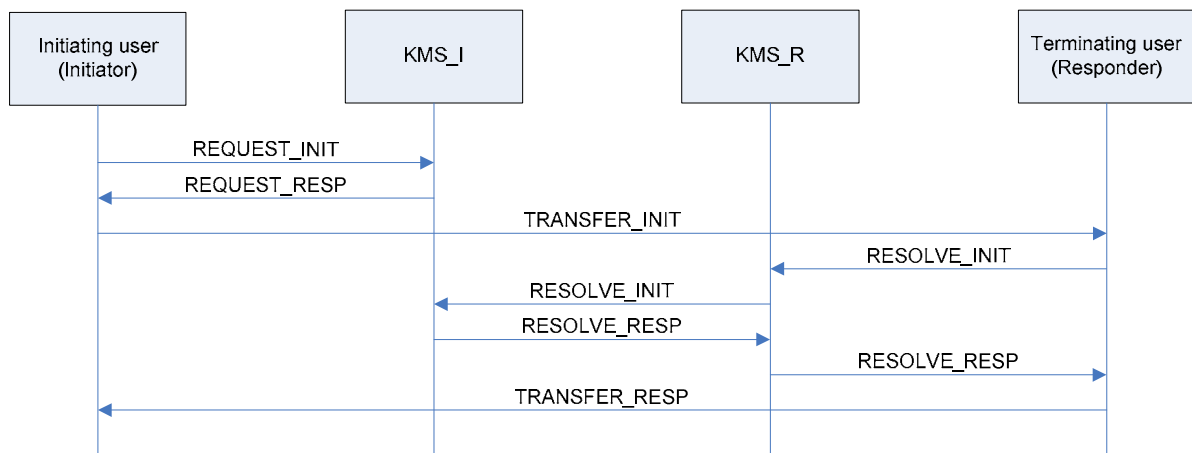 Initiating user
(Initiator)
KMS_I
KMS_R
Terminating user
(Responder)
REQUEST_INIT
REQUEST_RESP
TRANSFER_INIT
RESOLVE_INIT
RESOLVE_INIT
RESOLVE_RESP
RESOLVE_RESP
TRANSFER_RESP